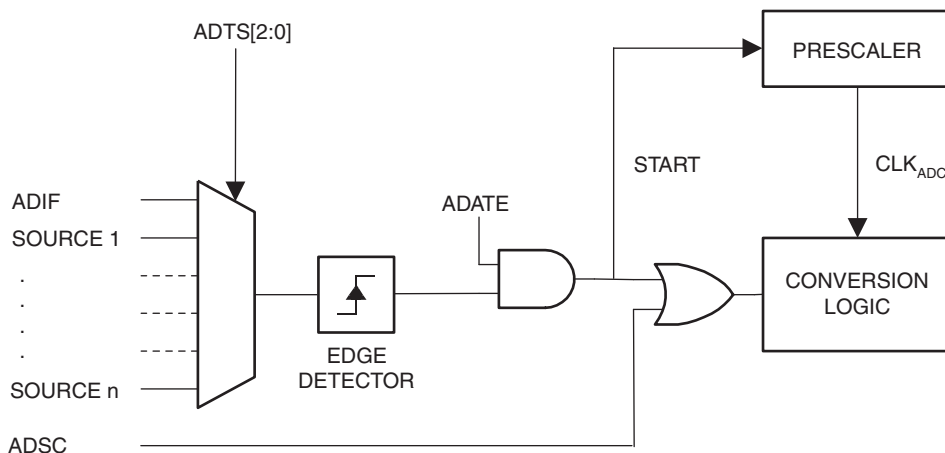 ADTS[2:0]
PRESCALER
START
CLKADC
ADIF
ADATE
SOURCE 1
.
.
.
.
CONVERSION
LOGIC
EDGE
DETECTOR
SOURCE n
ADSC